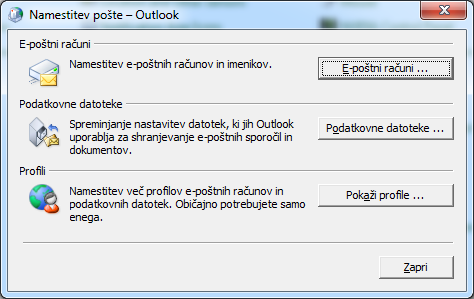 Namestitev pošte – Outlook
E-poštni računi
Namestitev e-poštnih računov in imenikov.
E-poštni računi ...
Podatkovne datoteke
Spreminjanje nastavitev datotek, ki jih Outlook
uporablja za shranjevanje e-poštnih sporočil in
dokumentov.
Podatkovne datoteke ...
Profili
Namestitev več profilov e-poštnih računov in
podatkovnih datotek. Običajno potrebujete samo
enega.
Pokaži profile ...
Zapri